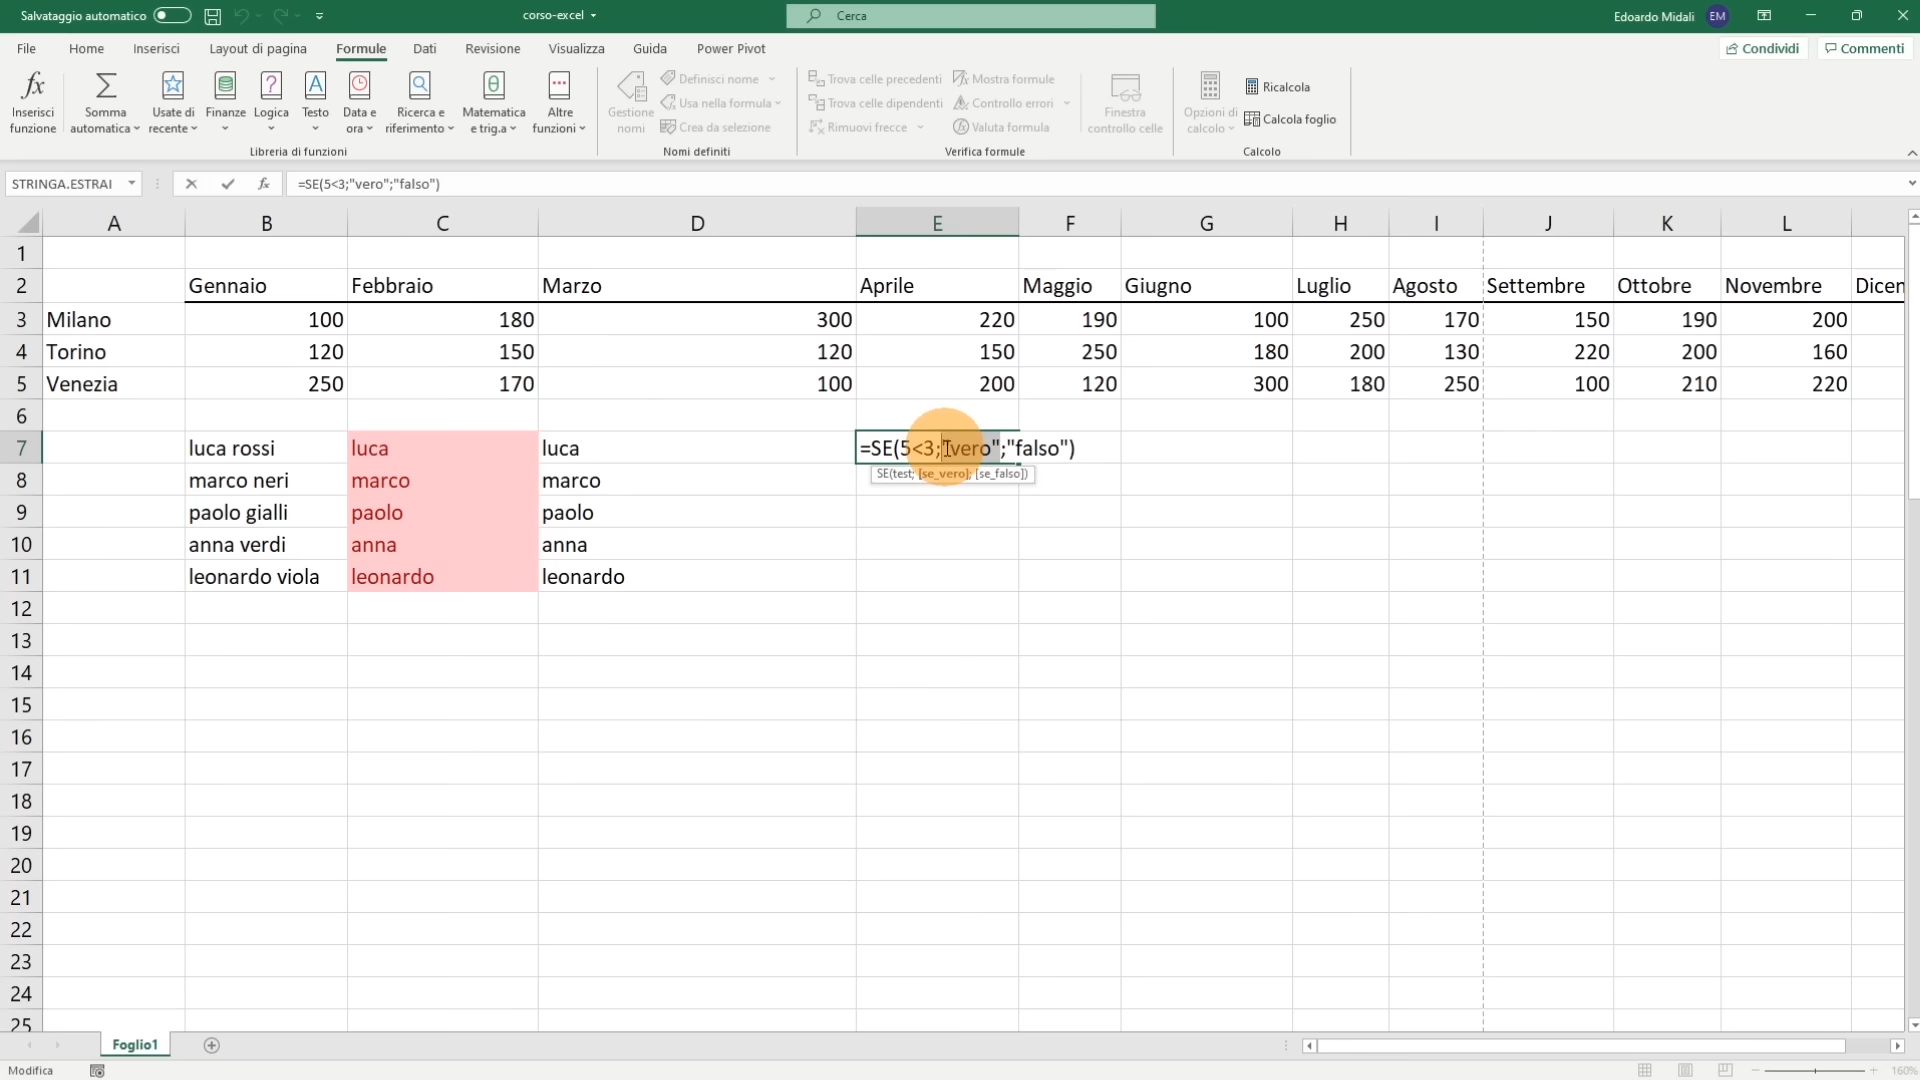 Salvataggio automatico
corso-excel
Cerca
Edoardo Midali EM
File Home Inserisci Layout di pagina Formule Dati Revisione Visualizza Guida Power Pivot
Condividi Commenti
Inserisci funzione
Somma automatica
Usate di recente
Finanze
Logica
Testo
Data e ora
Ricerca e riferimento
Matematica e trig.a
Altre funzioni
Libreria di funzioni
Gestione nomi
Definisci nome
Usa nella formula
Crea da selezione
Nomi definiti
Trova celle precedenti
Trova celle dipendenti
Rimuovi frecce
Mostra formule
Controllo errori
Valuta formula
Verifica formule
Finestra controllo celle
Opzioni di calcolo
Ricalcola
Calcola foglio
Calcolo
STRINGA.ESTRAI
fx
=SE(5<3;"vero";"falso")
A B C D E F G H I J K L
1
2 Gennaio Febbraio Marzo Aprile Maggio Giugno Luglio Agosto Settembre Ottobre Novembre Dicen
3 Milano 100 180 300 220 190 100 250 170 150 190 200
4 Torino 120 150 120 150 250 180 200 130 220 200 160
5 Venezia 250 170 100 200 120 300 180 250 100 210 220
6
7 luca rossi luca luca =SE(5<3;"vero";"falso")
SE(test; [se_vero]; [se_falso])
8 marco neri marco marco
9 paolo gialli paolo paolo
10 anna verdi anna anna
11 leonardo viola leonardo leonardo
12
13
14
15
16
17
18
19
20
21
22
23
24
25
Foglio1
Modifica
160%